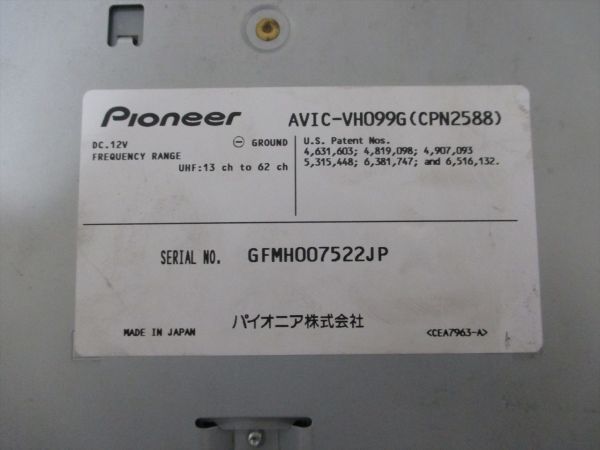 Pioneer
AVIC-VH099G(CPN2588)
DC.12V
⊖ GROUND
FREQUENCY RANGE
UHF:13 ch to 62 ch
U.S. Patent Nos.
4,631,603; 4,819,098; 4,907,093
5,315,448; 6,381,747; and 6,516,132.
SERIAL NO. GFMH007522JP
パイオニア株式会社
MADE IN JAPAN
<CEA7963-A>